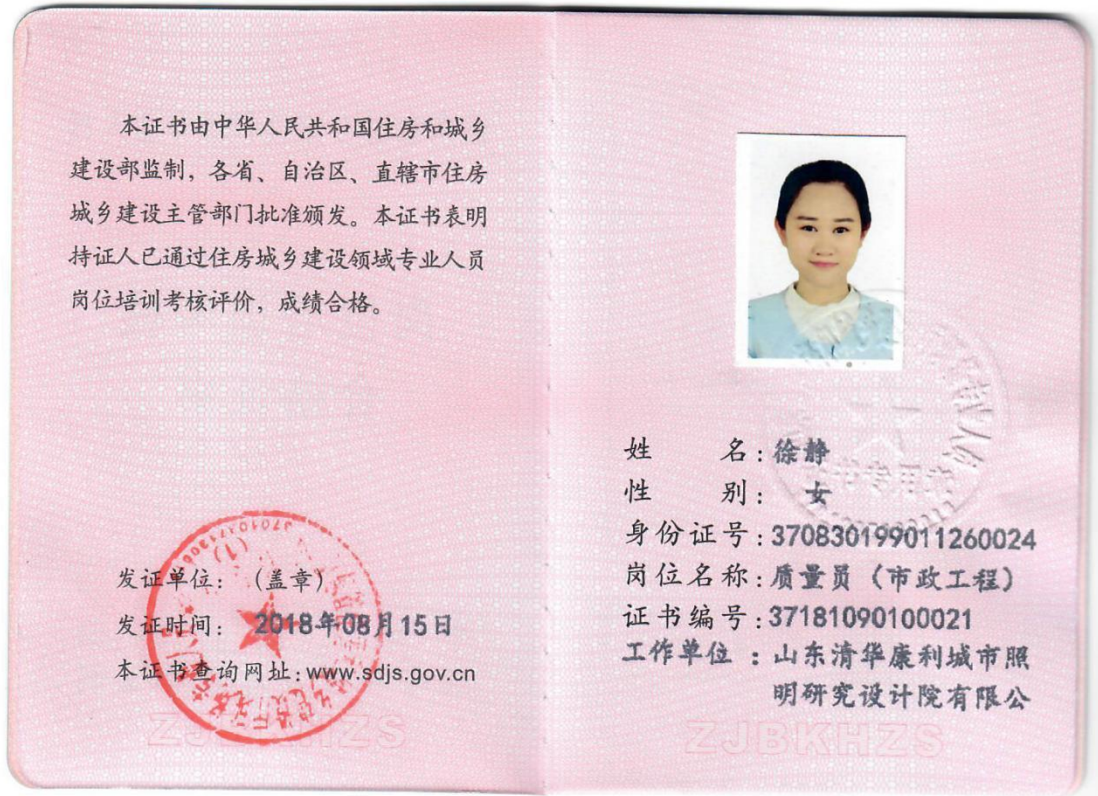 本证书由中华人民共和国住房和城乡
建设部监制，各省、自治区、直辖市住房
城乡建设主管部门批准颁发。本证书表明
持证人已通过住房城乡建设领域专业人员
岗位培训考核评价，成绩合格。
发证单位：（盖章）
发证时间：2018年08月15日
本证书查询网址：www.sdjs.gov.cn
ZJBKHZS
姓名：徐静
性别：女
身份证号：370830199011260024
岗位名称：质量员（市政工程）
证书编号：37181090100021
工作单位：山东清华康利城市照
明研究设计院有限公
ZJBKHZS